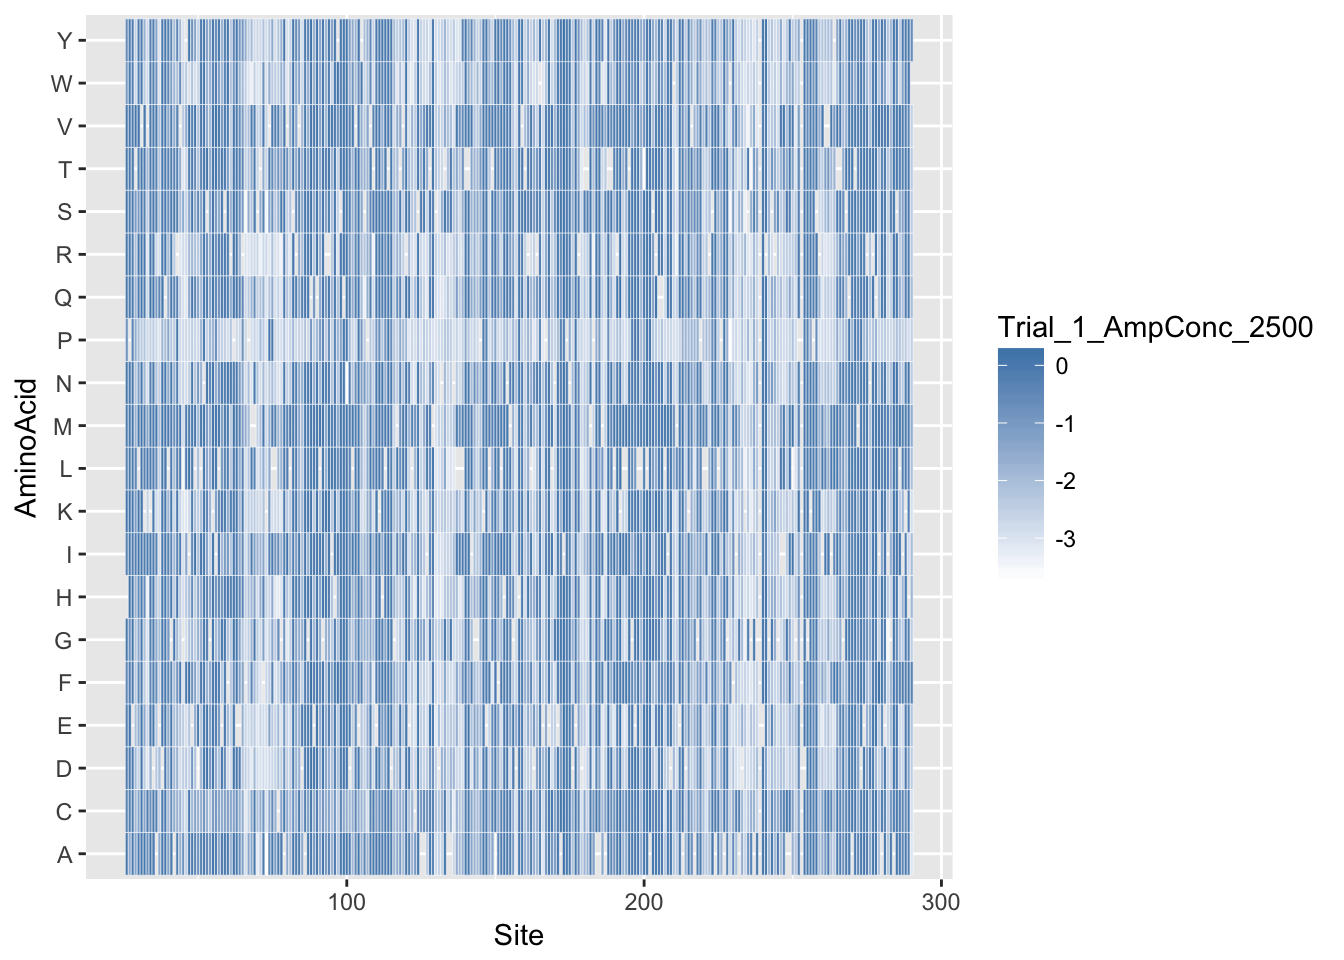 Y
W
V
T
S
R
Q
P
N
M
L
K
I
H
G
F
E
D
C
A
AminoAcid
100 200 300
Site
Trial_1_AmpConc_2500
0
-1
-2
-3